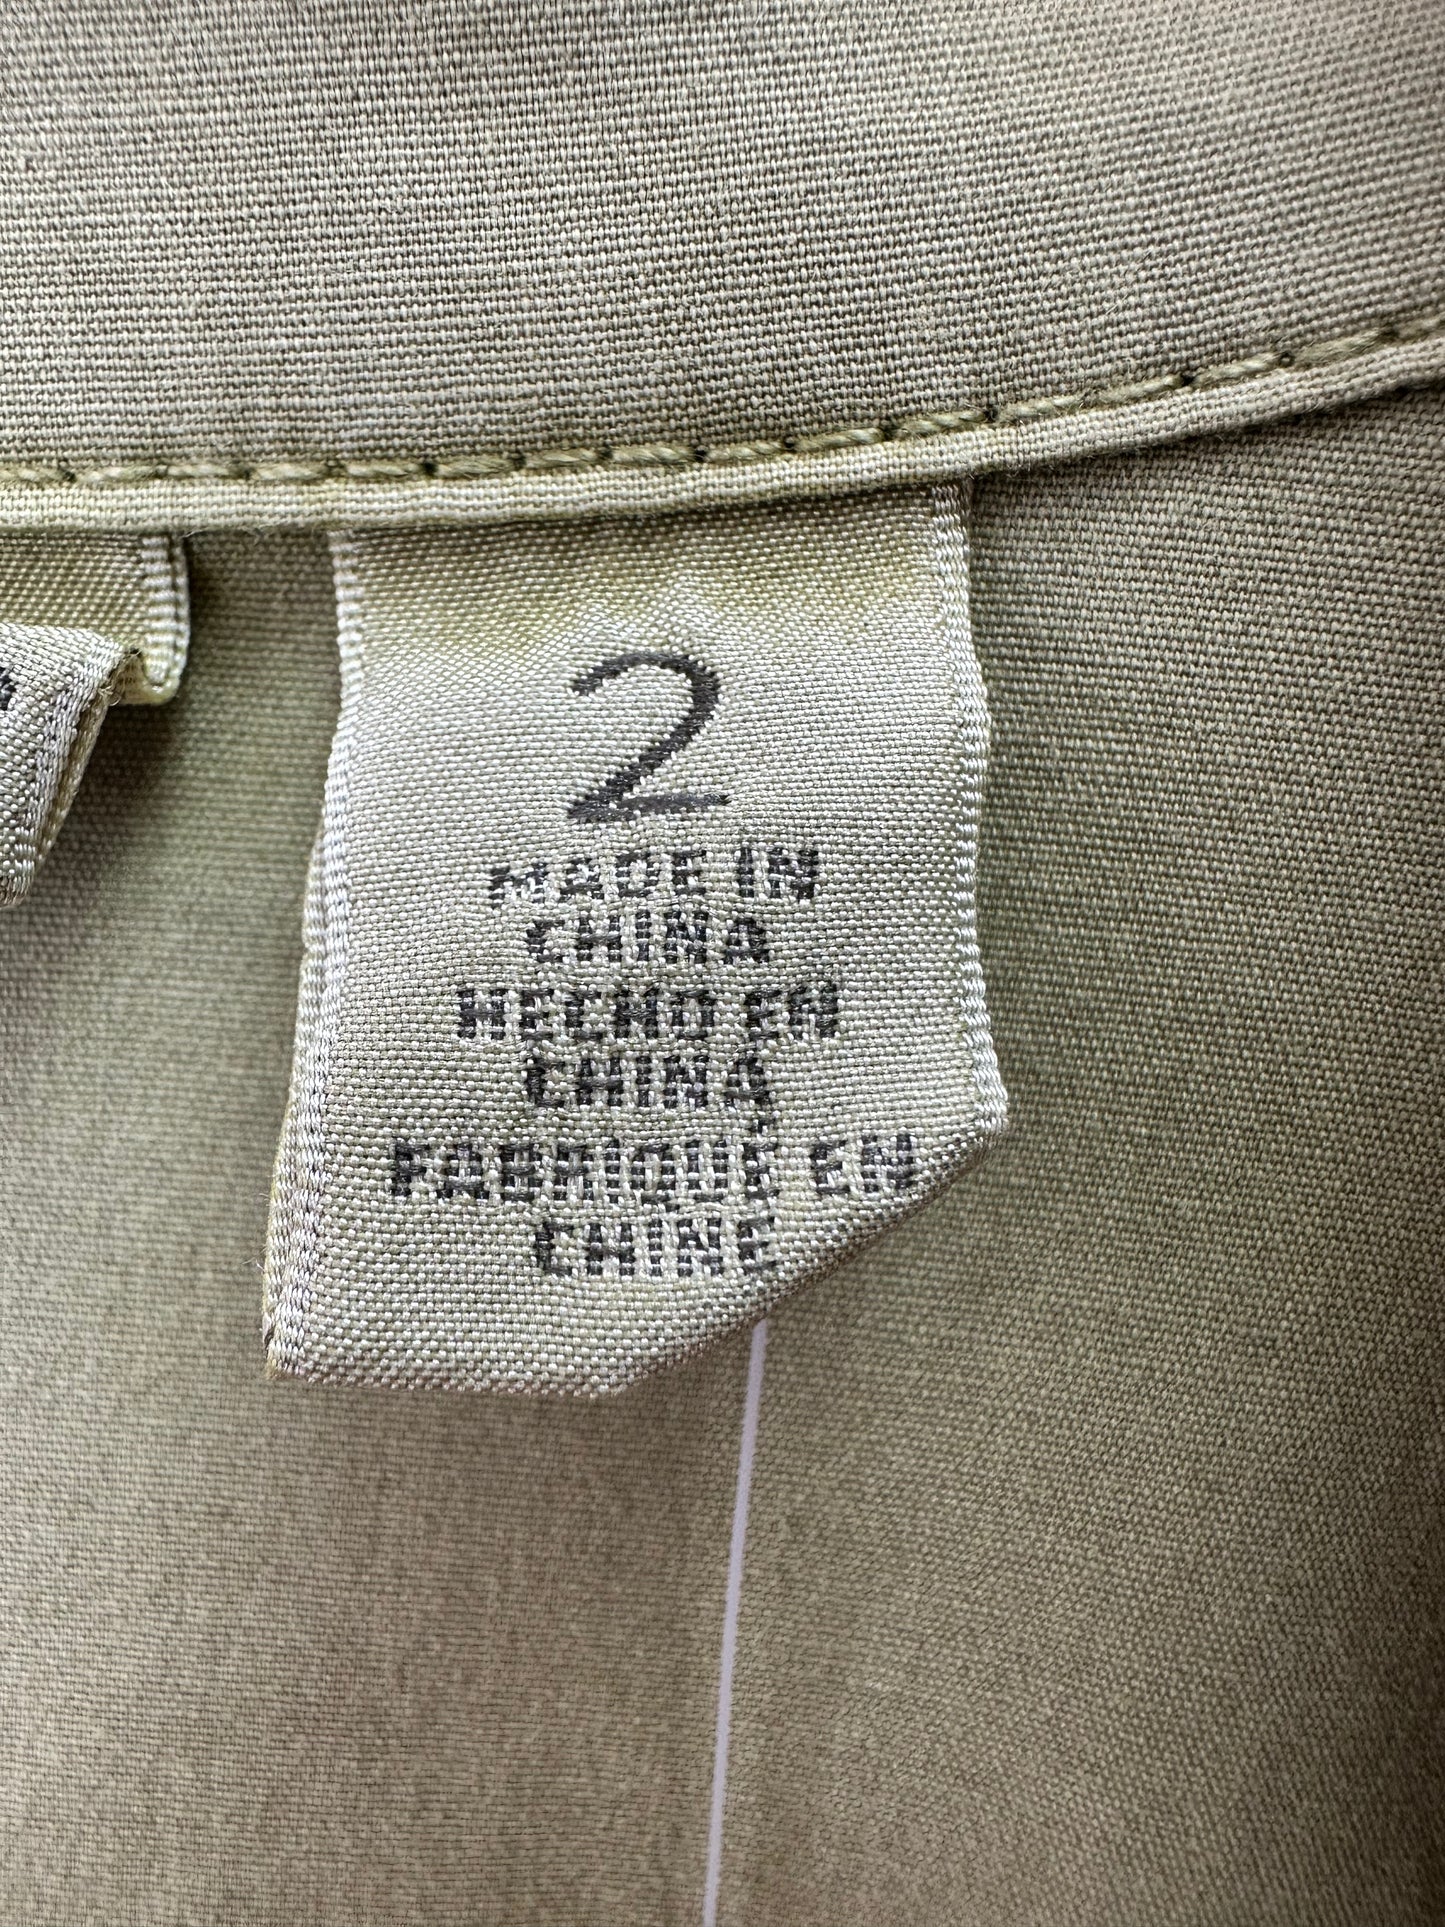 2
MADE IN
CHINA
HECHO EN
CHINA
FABRIQUE EN
CHINE